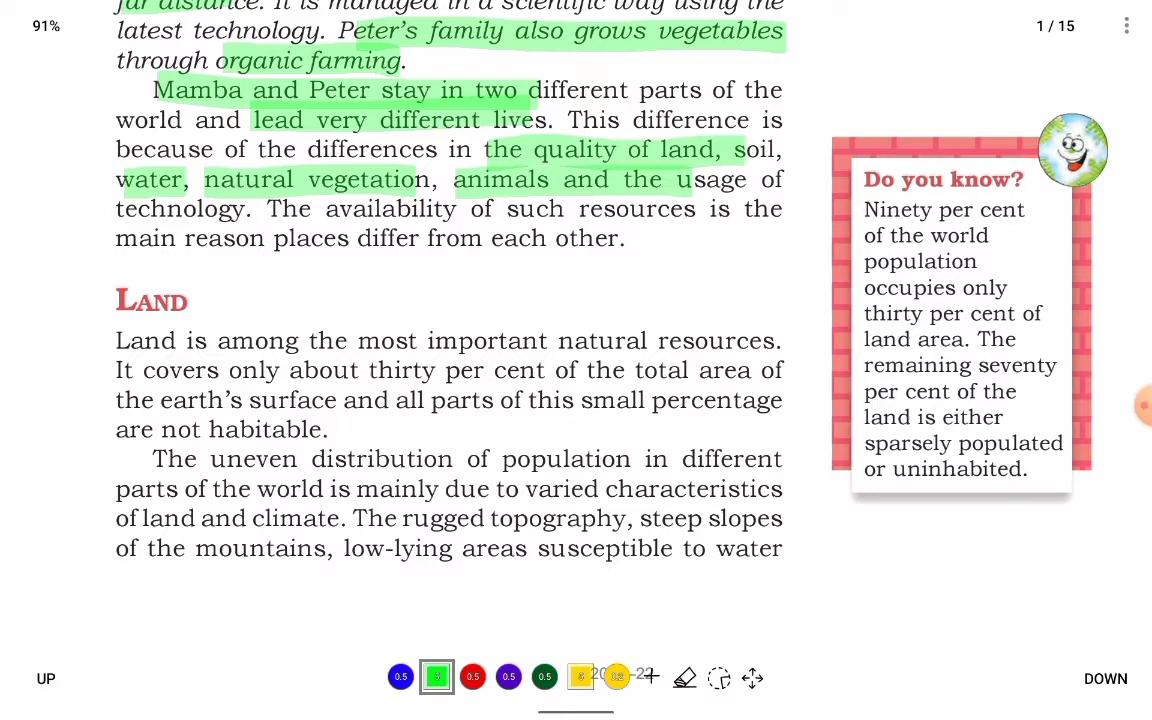 91%
1 / 15
far distance. It is managed in a scientific way using the
latest technology. Peter's family also grows vegetables
through organic farming.
Mamba and Peter stay in two different parts of the
world and lead very different lives. This difference is
because of the differnces in the quality of land, soil,
water, natural vegetation, animals and the usage of
technology. The availability of such resources is the
main reason places differ from each other.
LAND
Land is among the most important natural resources.
It covers only about thirty per cent of the total area of
the earth's surface and all parts of this small percentage
are not habitable.
The uneven distribution of population in different
parts of the world is mainly due to varied characteristics
of land and climate. The rugged topography, steep slopes
of the mountains, low-lying areas susceptible to water
Do you know?
Ninety per cent
of the world
population
occupies only
thirty per cent of
land area. The
remaining seventy
per cent of the
land is either
sparsely populated
or uninhabited.
UP
0.5
0.5
0.5
0.5
DOWN